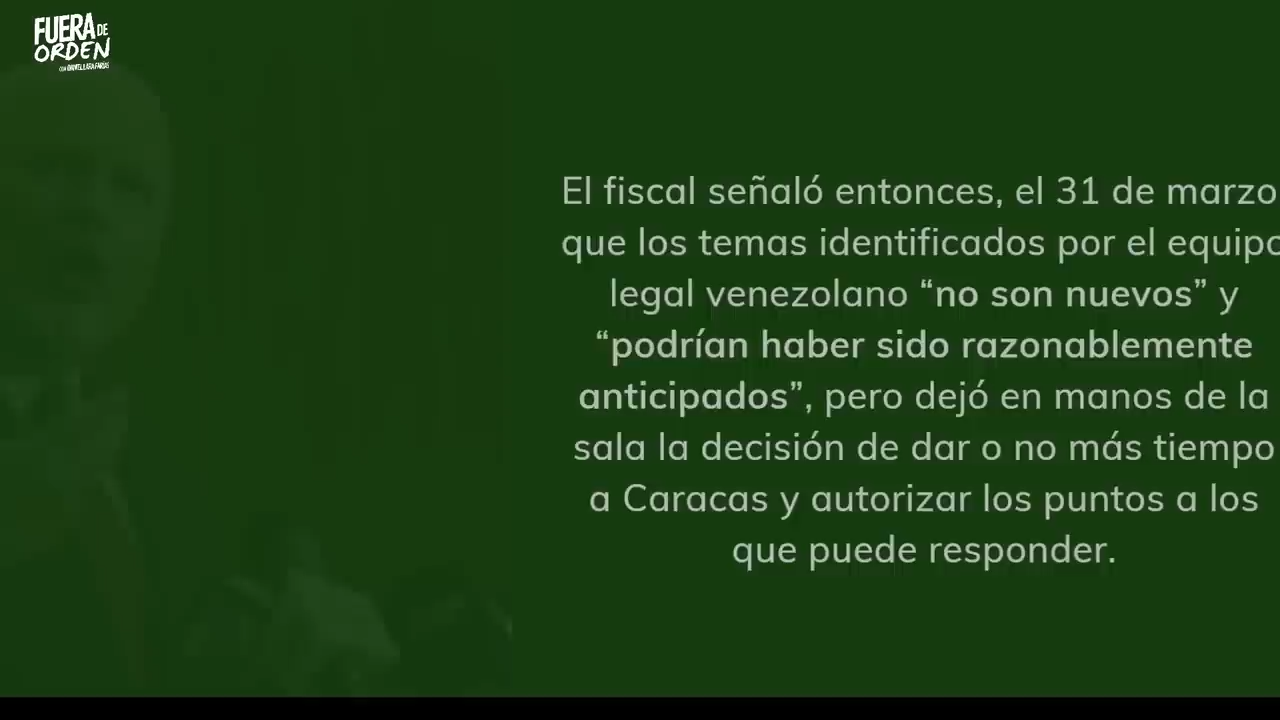 FUERA DE
ORDEN
El fiscal señaló entonces, el 31 de marzo
que los temas identificados por el equipo
legal venezolano “no son nuevos” y
“podrían haber sido razonablemente
anticipados”, pero dejó en manos de la
sala la decisión de dar o no más tiempo
a Caracas y autorizar los puntos a los
que puede responder.